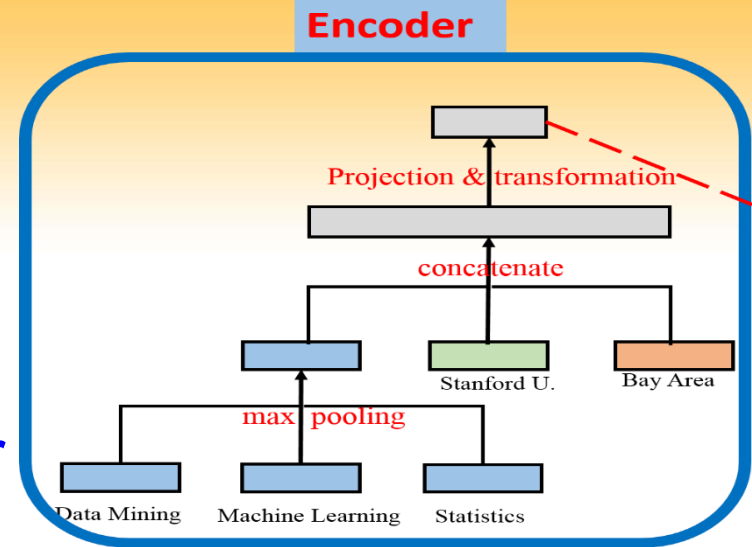 Encoder
Projection & transformation
concatenate
Stanford U.
Bay Area
max pooling
Data Mining
Machine Learning
Statistics